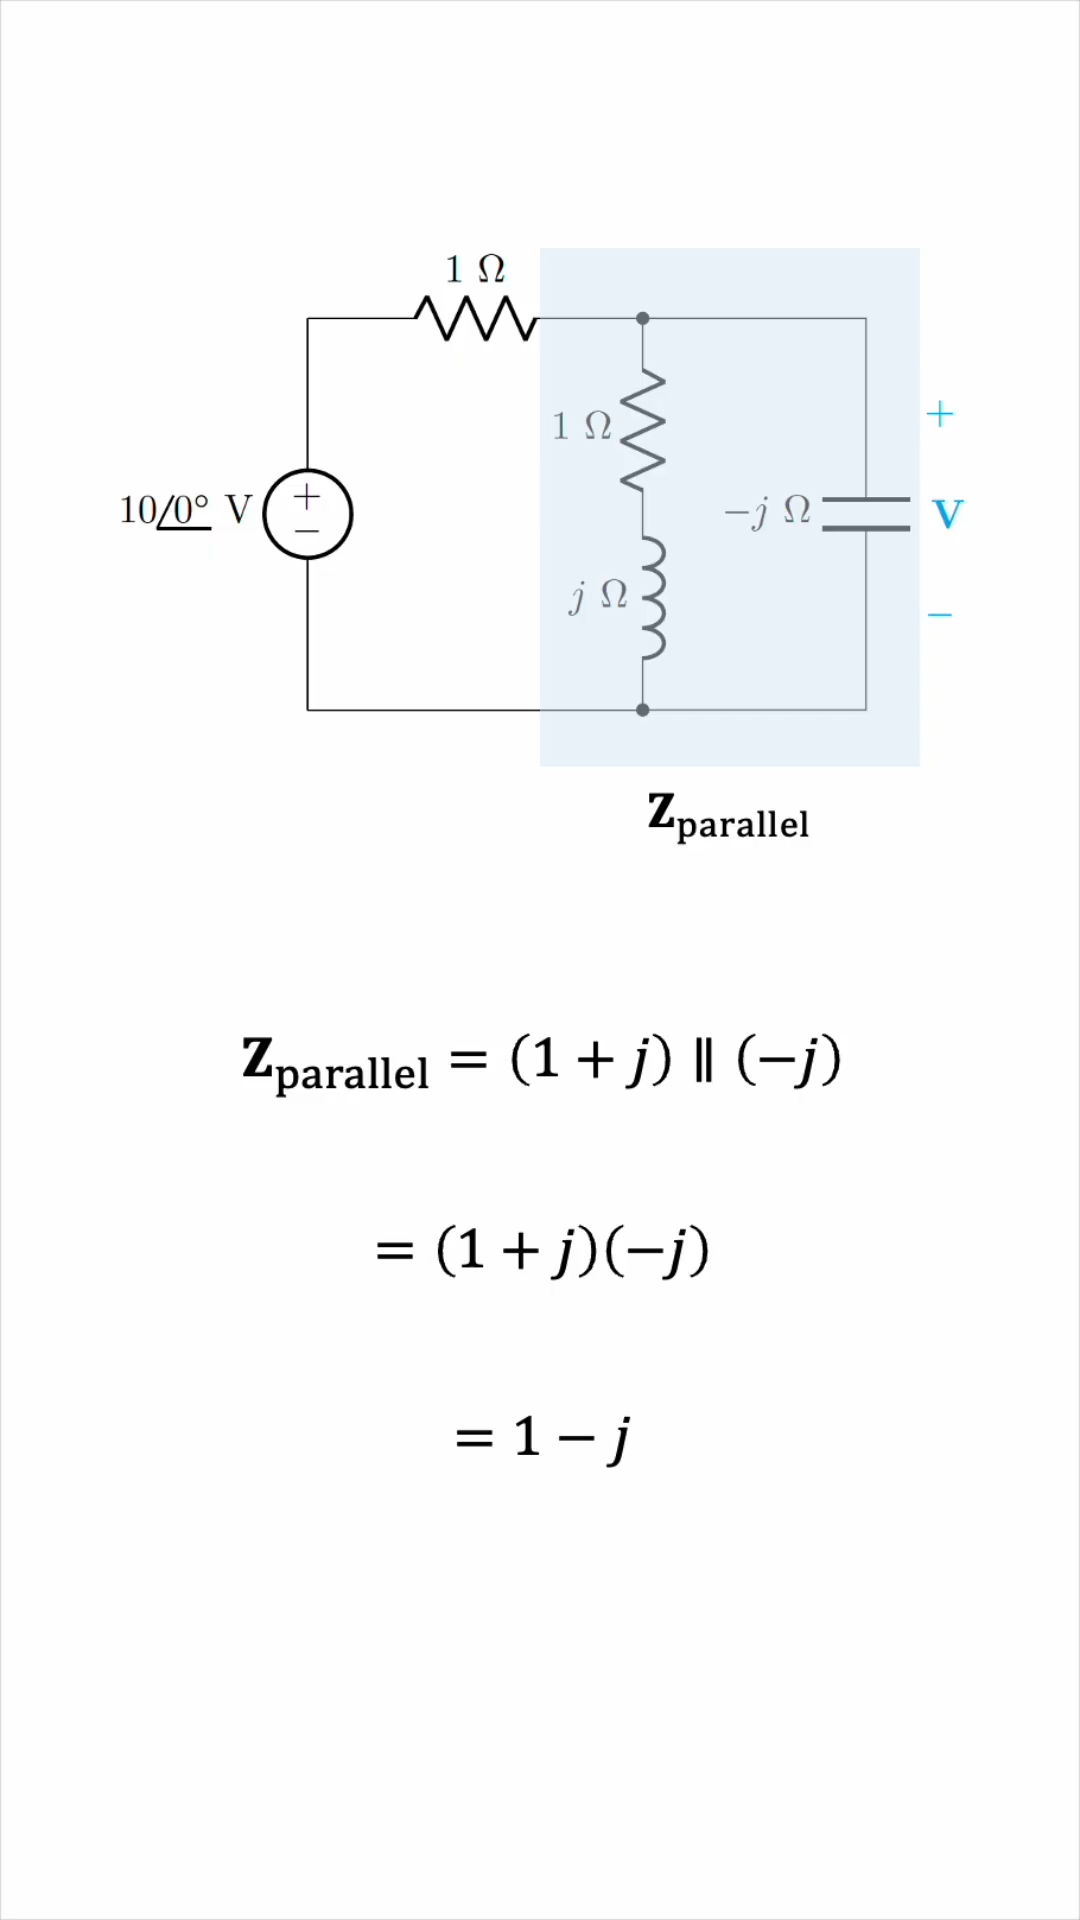 1 Ω
1 Ω
10/0° V
+
−
−j Ω
j Ω
+
V
−
Zparallel
Zparallel = (1 + j) ∥ (−j)
= (1 + j)(−j)
= 1 − j